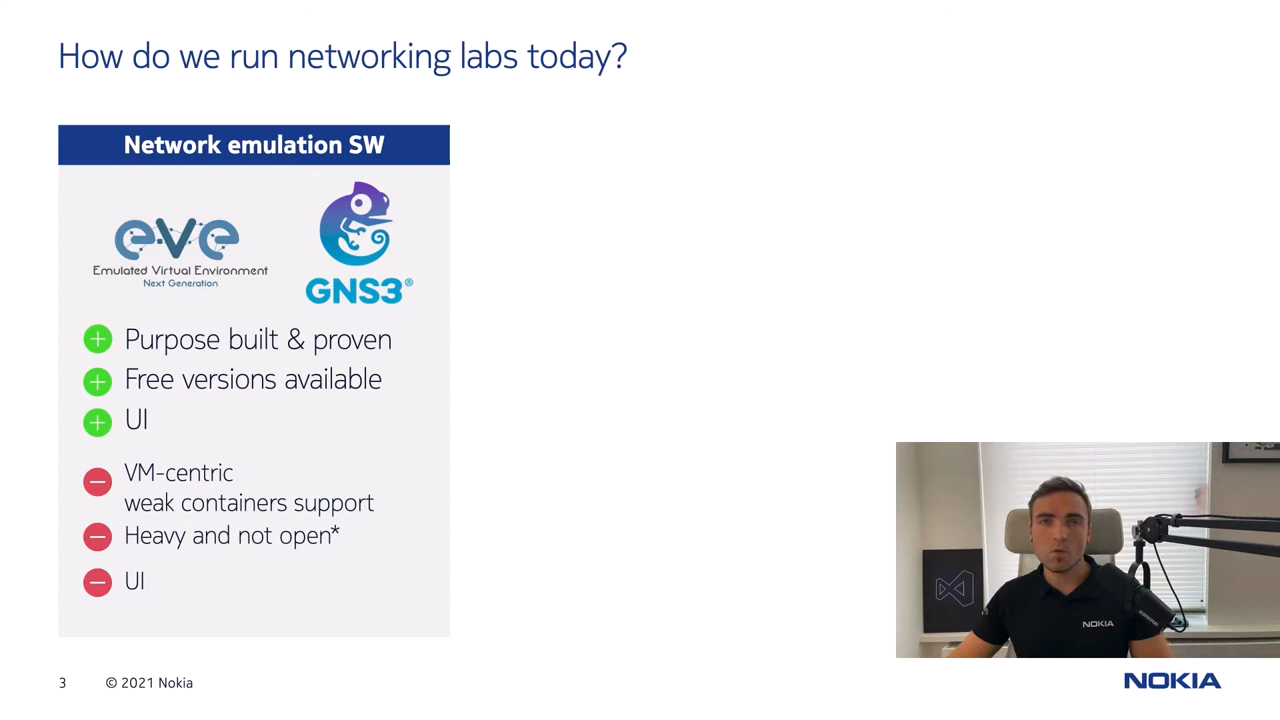 How do we run networking labs today?
Network emulation SW
eve
Emulated Virtual Environment
Next Generation
GNS3®
Purpose built & proven
Free versions available
UI
VM-centric
weak containers support
Heavy and not open*
UI
NOKIA
SHURE
3
© 2021 Nokia
NOKIA